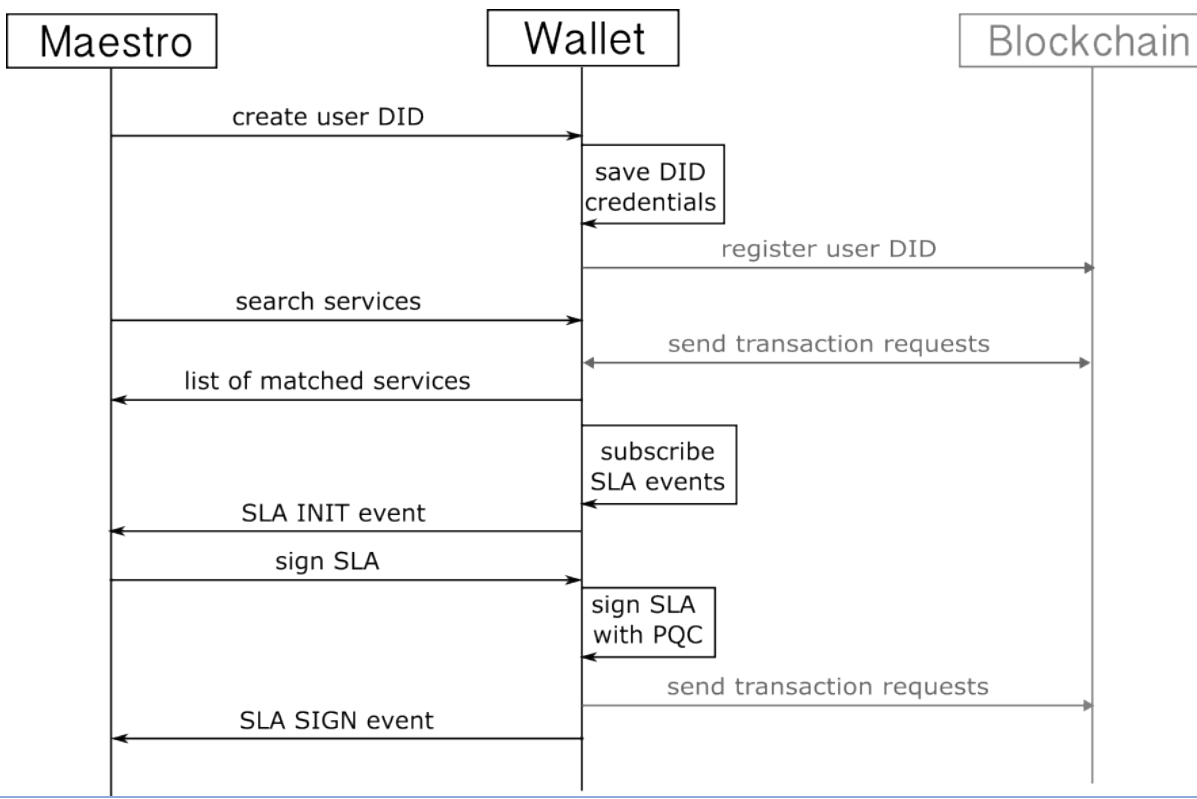 Maestro
Wallet
Blockchain
create user DID
save DID
credentials
register user DID
search services
send transaction requests
list of matched services
subscribe
SLA events
SLA INIT event
sign SLA
sign SLA
with PQC
send transaction requests
SLA SIGN event